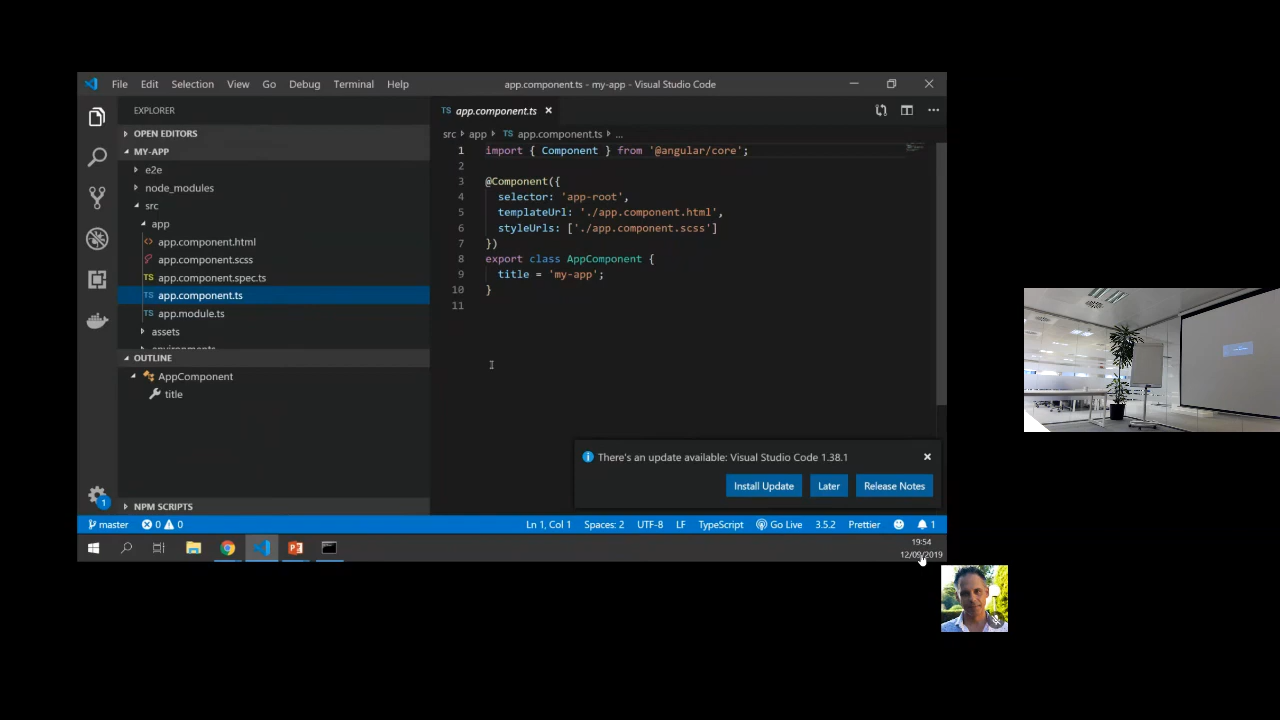 File Edit Selection View Go Debug Terminal Help app.component.ts - my-app - Visual Studio Code
EXPLORER
OPEN EDITORS
MY-APP
e2e
node_modules
src
app
app.component.html
app.component.scss
TS app.component.spec.ts
TS app.component.ts
TS app.module.ts
assets
OUTLINE
AppComponent
title
NPM SCRIPTS
TS app.component.ts
src app TS app.component.ts ...
1 import { Component } from '@angular/core';
2
3 @Component({
4 selector: 'app-root',
5 templateUrl: './app.component.html',
6 styleUrls: ['./app.component.scss']
7 })
8 export class AppComponent {
9 title = 'my-app';
10 }
11
There's an update available: Visual Studio Code 1.38.1
Install Update Later Release Notes
1
master 0 0 Ln 1, Col 1 Spaces: 2 UTF-8 LF TypeScript Go Live 3.5.2 Prettier 1
19:54
12/09/2019